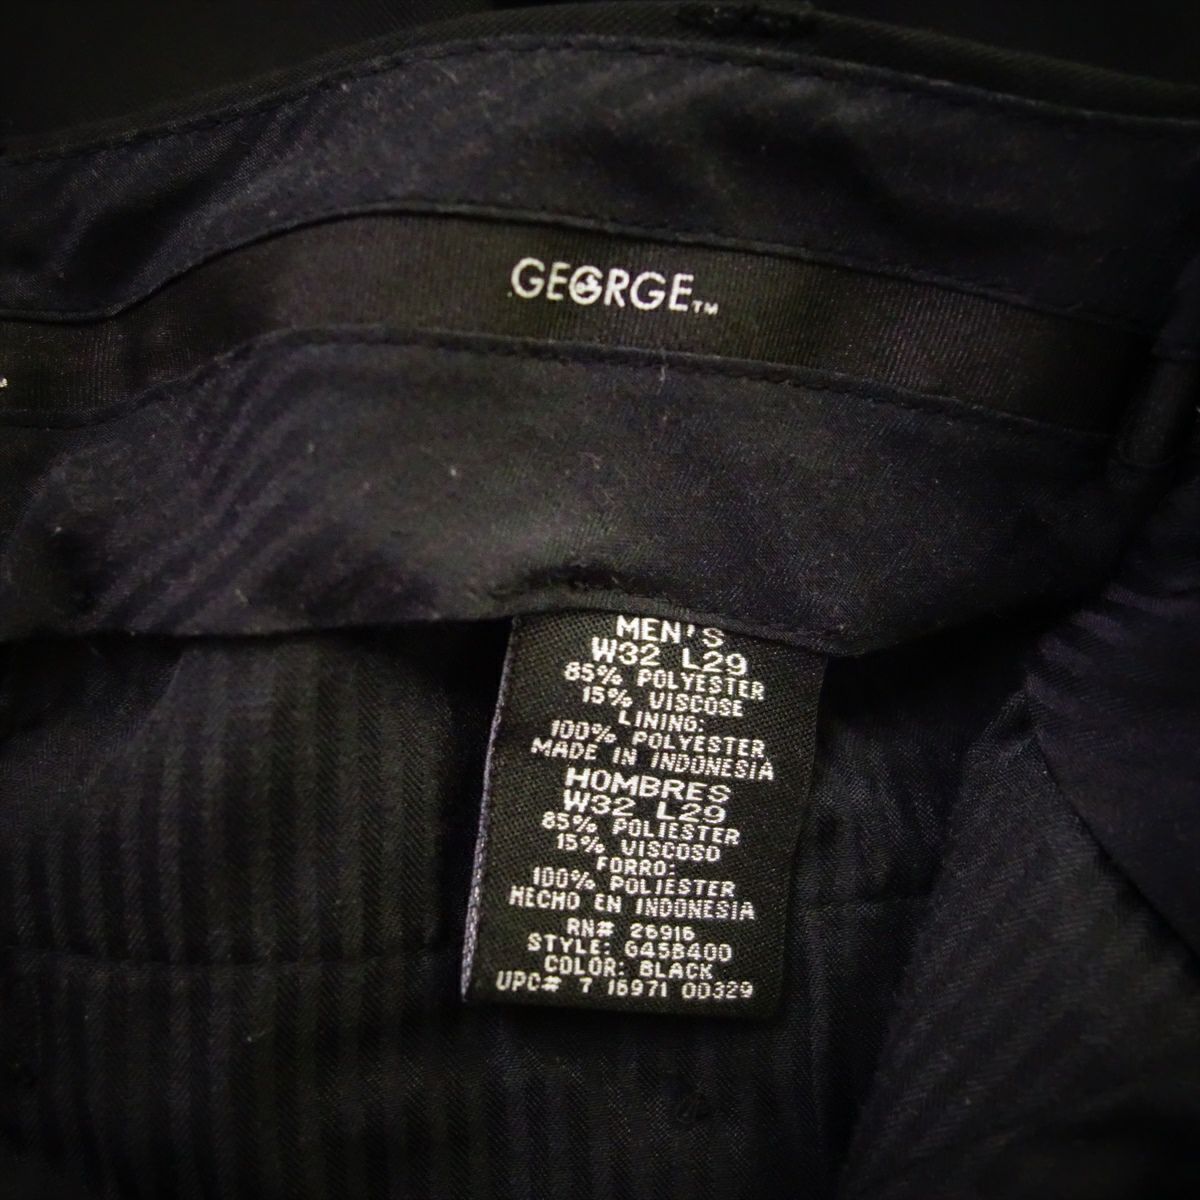 GEORGE™
MEN'S
W32 L29
85% POLYESTER
15% VISCOSE
LINING:
100% POLYESTER
MADE IN INDONESIA
HOMBRES
W32 L29
85% POLIESTER
15% VISCOSO
FORRO:
100% POLIESTER
HECHO EN INDONESIA
RN# 26916
STYLE: G45B400
COLOR: BLACK
UPC# 7 16971 00329